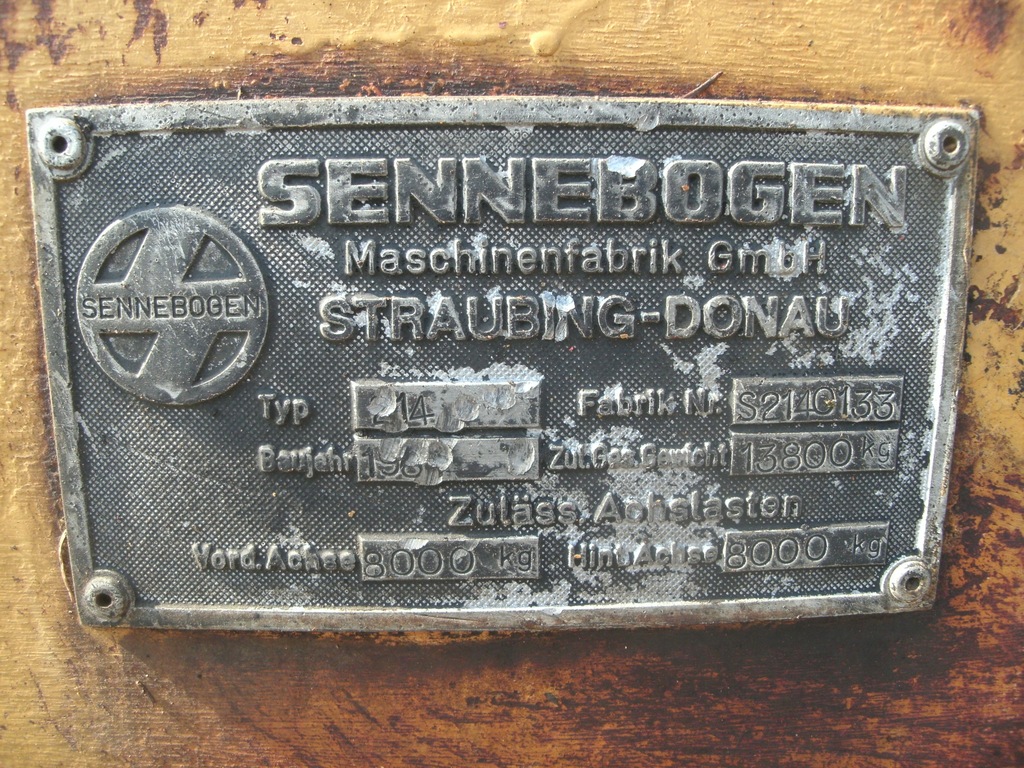 SENNEBOGEN
Maschinenfabrik GmbH
STRAUBING-DONAU
SENNEBOGEN
Typ 214 Fabrik Nr. S2140133
Baujahr Zul.Ges.Gewicht 13800 kg
Zuläss. Achslasten
Vord.Achse 8000 kg Hint.Achse 8000 kg